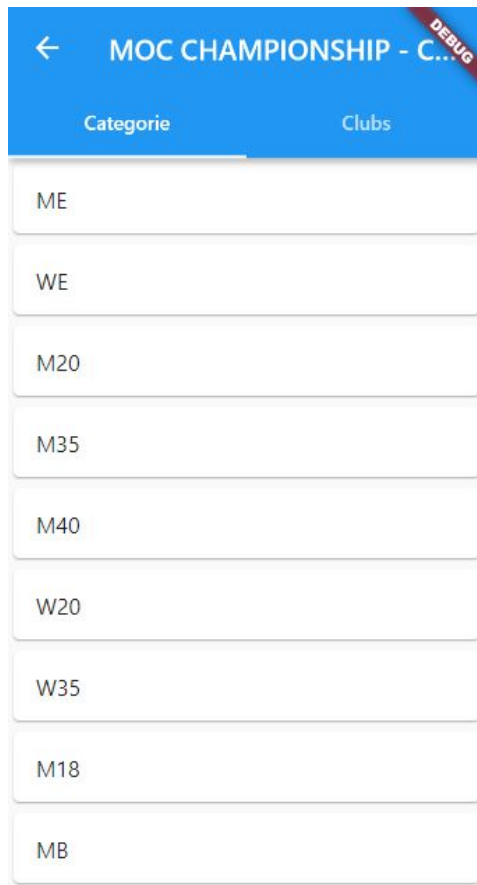 MOC CHAMPIONSHIP - C...
DEBUG
Categorie Clubs
ME
WE
M20
M35
M40
W20
W35
M18
MB